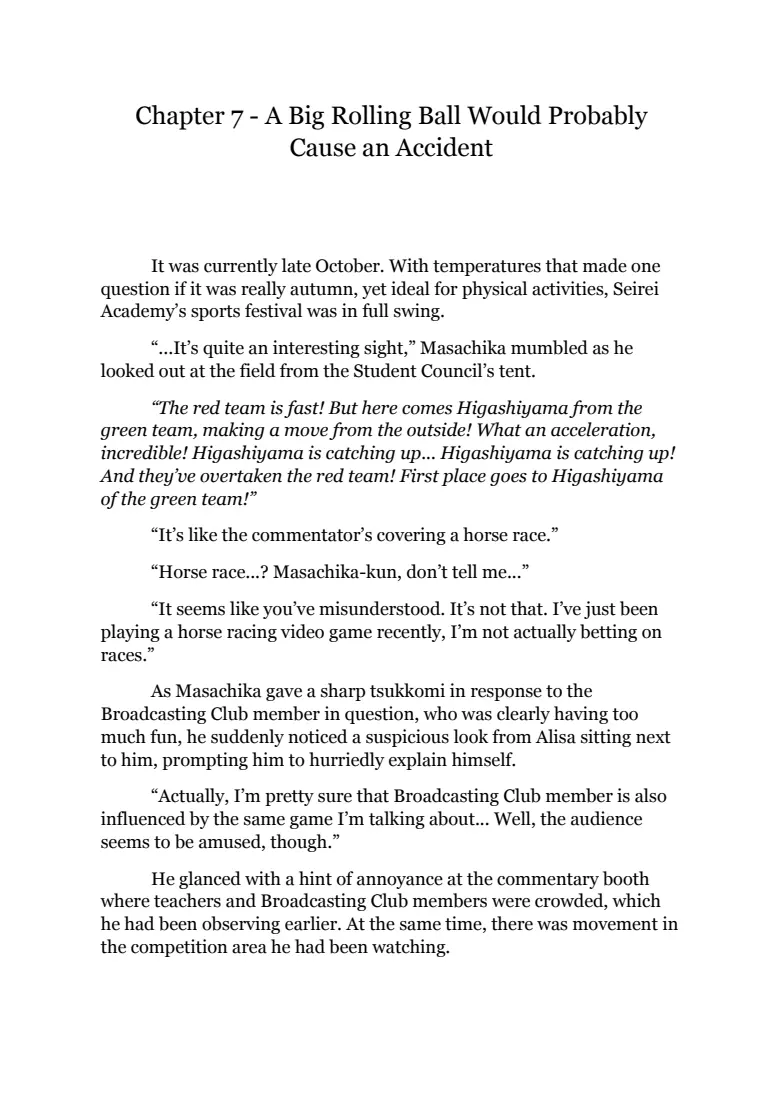 Chapter 7 - A Big Rolling Ball Would Probably
Cause an Accident
It was currently late October. With temperatures that made one
question if it was really autumn, yet ideal for physical activities, Seirei
Academy’s sports festival was in full swing.
“...It’s quite an interesting sight,” Masachika mumbled as he
looked out at the field from the Student Council’s tent.
“The red team is fast! But here comes Higashiyama from the
green team, making a move from the outside! What an acceleration,
incredible! Higashiyama is catching up... Higashiyama is catching up!
And they’ve overtaken the red team! First place goes to Higashiyama
of the green team!”
“It’s like the commentator’s covering a horse race.”
“Horse race...? Masachika-kun, don’t tell me...”
“It seems like you’ve misunderstood. It’s not that. I’ve just been
playing a horse racing video game recently, I’m not actually betting on
races.”
As Masachika gave a sharp tsukkomi in response to the
Broadcasting Club member in question, who was clearly having too
much fun, he suddenly noticed a suspicious look from Alisa sitting next
to him, prompting him to hurriedly explain himself.
“Actually, I’m pretty sure that Broadcasting Club member is also
influenced by the same game I’m talking about... Well, the audience
seems to be amused, though.”
He glanced with a hint of annoyance at the commentary booth
where teachers and Broadcasting Club members were crowded, which
he had been observing earlier. At the same time, there was movement in
the competition area he had been watching.